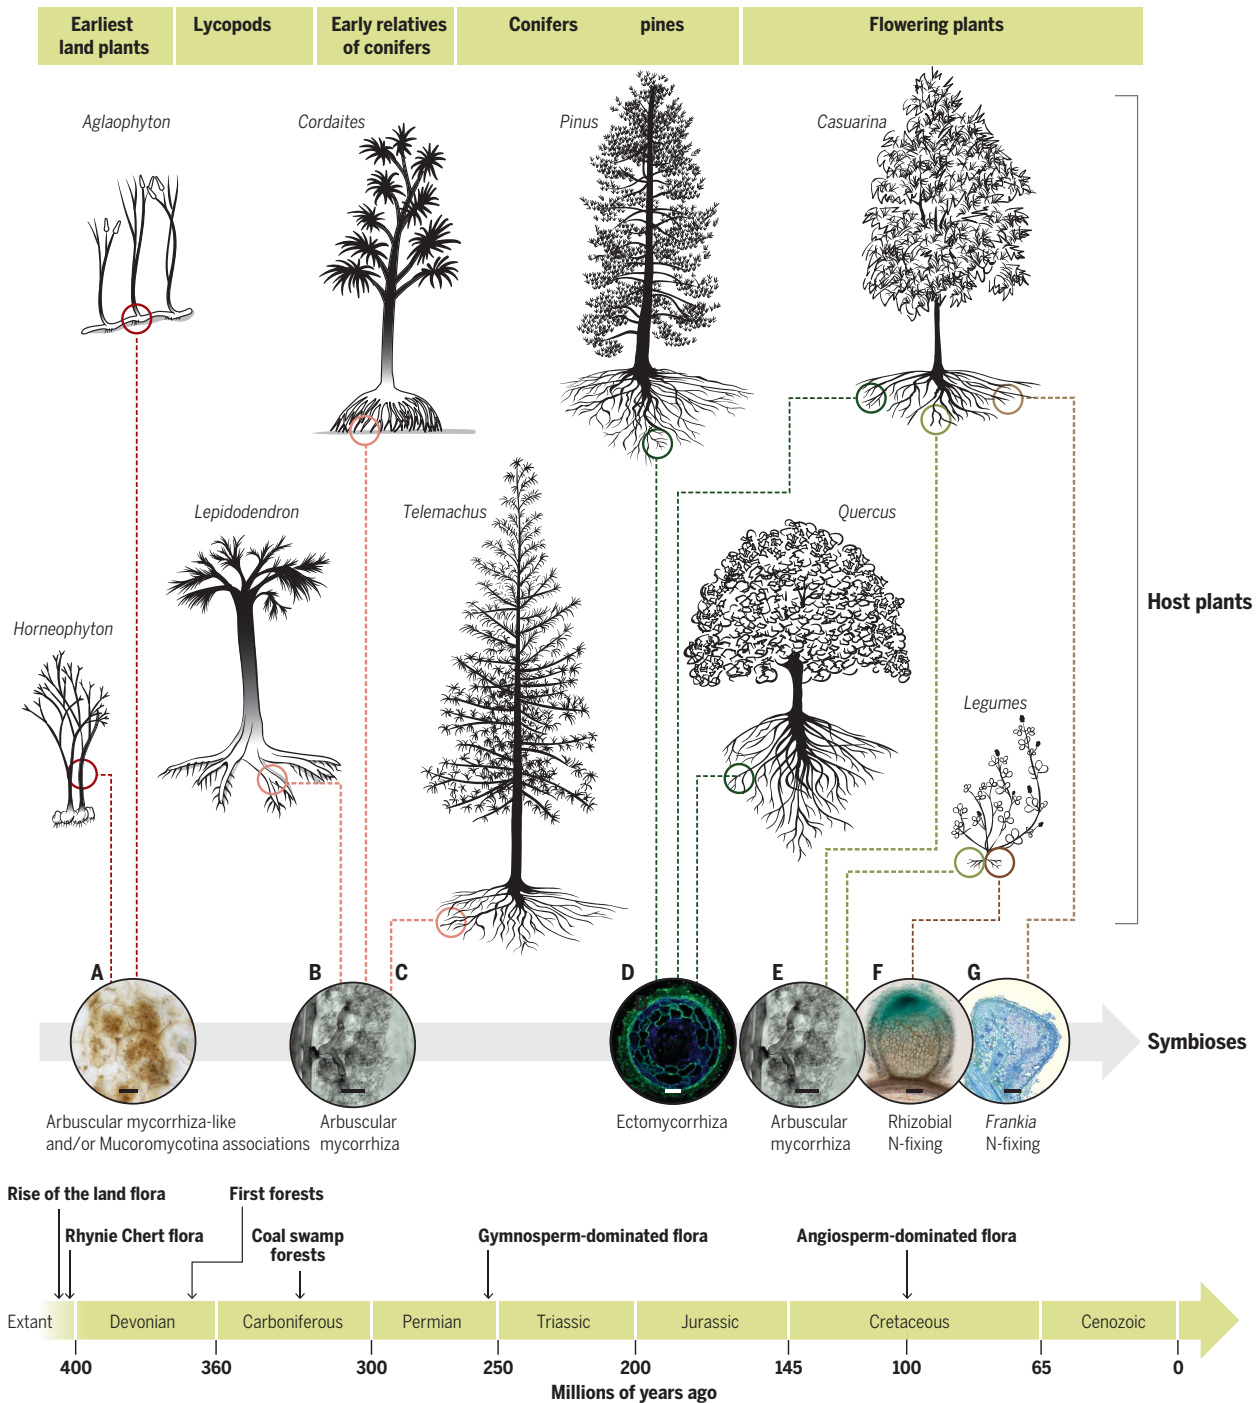 Earliest
land plants
Lycopods
Early relatives
of conifers
Conifers
pines
Flowering plants
Aglaophyton
Cordaites
Pinus
Casuarina
Lepidodendron
Telemachus
Quercus
Host plants
Horneophyton
Legumes
A
B
C
D
E
F
G
Symbioses
Arbuscular mycorrhiza-like
and/or Mucoromycotina associations
Arbuscular
mycorrhiza
Ectomycorrhiza
Arbuscular
mycorrhiza
Rhizobial
N-fixing
Frankia
N-fixing
Rise of the land flora
First forests
Rhynie Chert flora
Coal swamp
forests
Gymnosperm-dominated flora
Angiosperm-dominated flora
Extant
Devonian
Carboniferous
Permian
Triassic
Jurassic
Cretaceous
Cenozoic
400
360
300
250
200
145
100
65
0
Millions of years ago